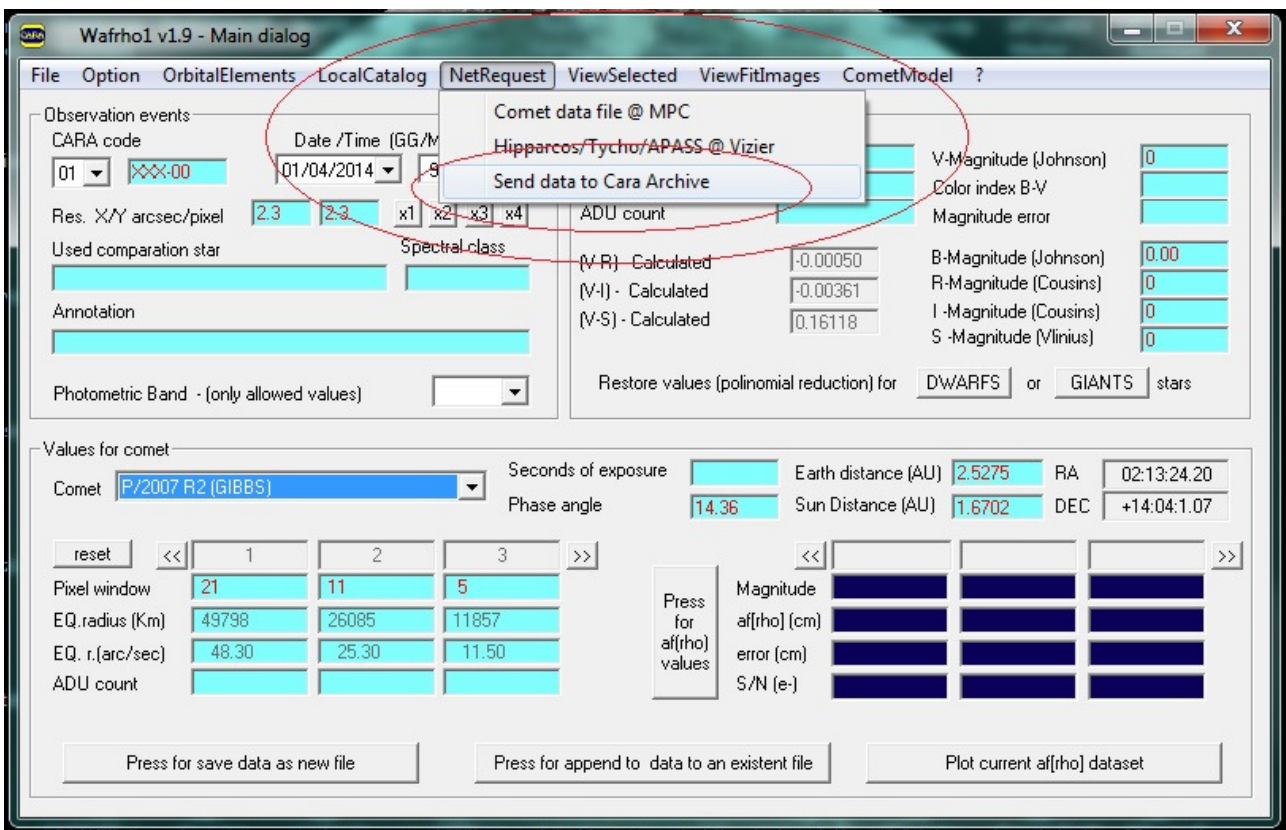 CARA Wafrho1 v1.9 - Main dialog
File Option OrbitalElements LocalCatalog NetRequest ViewSelected ViewFitImages CometModel ?
Comet data file @ MPC
Hipparcos/Tycho/APASS @ Vizier
Send data to Cara Archive
Observation events
CARA code Date /Time (GG/M
01 XXX-00 01/04/2014
Res. X/Y arcsec/pixel 2.3 2.3 x1 x2 x3 x4
Used comparation star Spectral class
Annotation
Photometric Band - (only allowed values)
V-Magnitude (Johnson) 0
Color index B-V
ADU count Magnitude error
(V-R) - Calculated -0.00050 B-Magnitude (Johnson) 0.00
(V-I) - Calculated -0.00361 R-Magnitude (Cousins) 0
(V-S) - Calculated 0.16118 I -Magnitude (Cousins) 0
S -Magnitude (Vlinius) 0
Restore values (polinomial reduction) for DWARFS or GIANTS stars
Values for comet
Comet P/2007 R2 (GIBBS) Seconds of exposure Earth distance (AU) 2.5275 RA 02:13:24.20
Phase angle 14.36 Sun Distance (AU) 1.6702 DEC +14:04:1.07
reset << 1 2 3 >> << >>
Pixel window 21 11 5
EQ.radius (Km) 49798 26085 11857
EQ. r.(arc/sec) 48.30 25.30 11.50
ADU count
Press
for
af(rho)
values
Magnitude
af[rho] (cm)
error (cm)
S/N (e-)
Press for save data as new file Press for append to data to an existent file Plot current af[rho] dataset